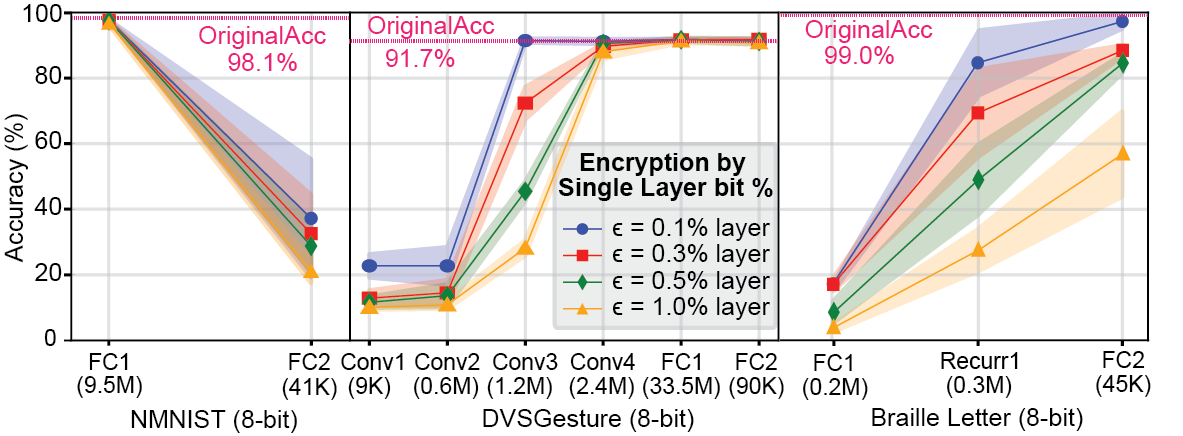 100
80
60
40
20
0
Accuracy (%)
OriginalAcc
98.1%
OriginalAcc
91.7%
OriginalAcc
99.0%
Encryption by
Single Layer bit %
ϵ = 0.1% layer
ϵ = 0.3% layer
ϵ = 0.5% layer
ϵ = 1.0% layer
FC1 FC2 Conv1 Conv2 Conv3 Conv4 FC1 FC2 FC1 Recurr1 FC2
(9.5M) (41K) (9K) (0.6M) (1.2M) (2.4M) (33.5M) (90K) (0.2M) (0.3M) (45K)
NMNIST (8-bit) DVSGesture (8-bit) Braille Letter (8-bit)